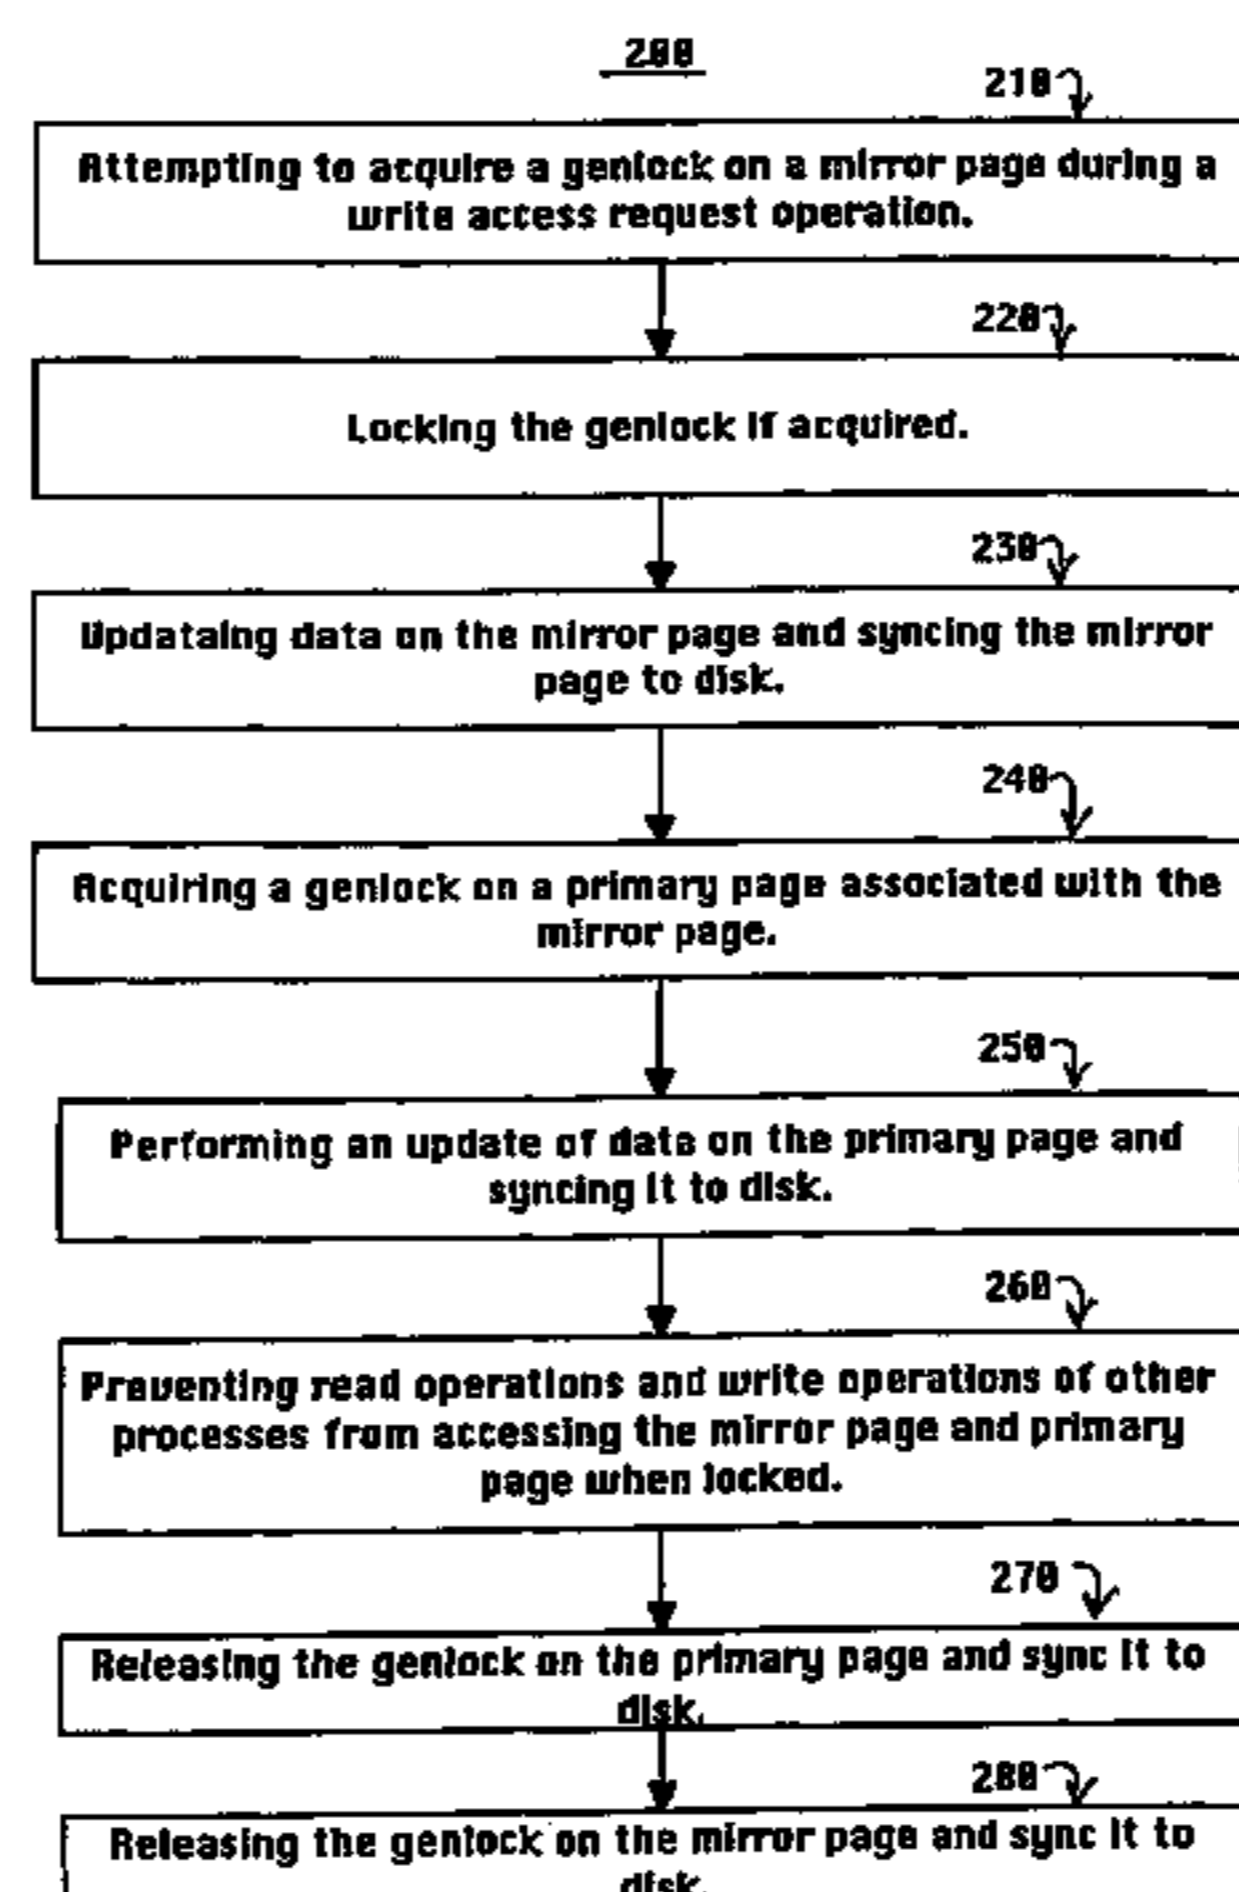 200
210
Attempting to acquire a genlock on a mirror page during a
write access request operation.
220
Locking the genlock if acquired.
230
Updataing data on the mirror page and syncing the mirror
page to disk.
240
Acquiring a genlock on a primary page associated with the
mirror page.
250
Performing an update of data on the primary page and
syncing it to disk.
260
Preventing read operations and write operations of other
processes from accessing the mirror page and primary
page when locked.
270
Releasing the genlock on the primary page and sync it to
disk.
280
Releasing the genlock on the mirror page and sync it to
disk.